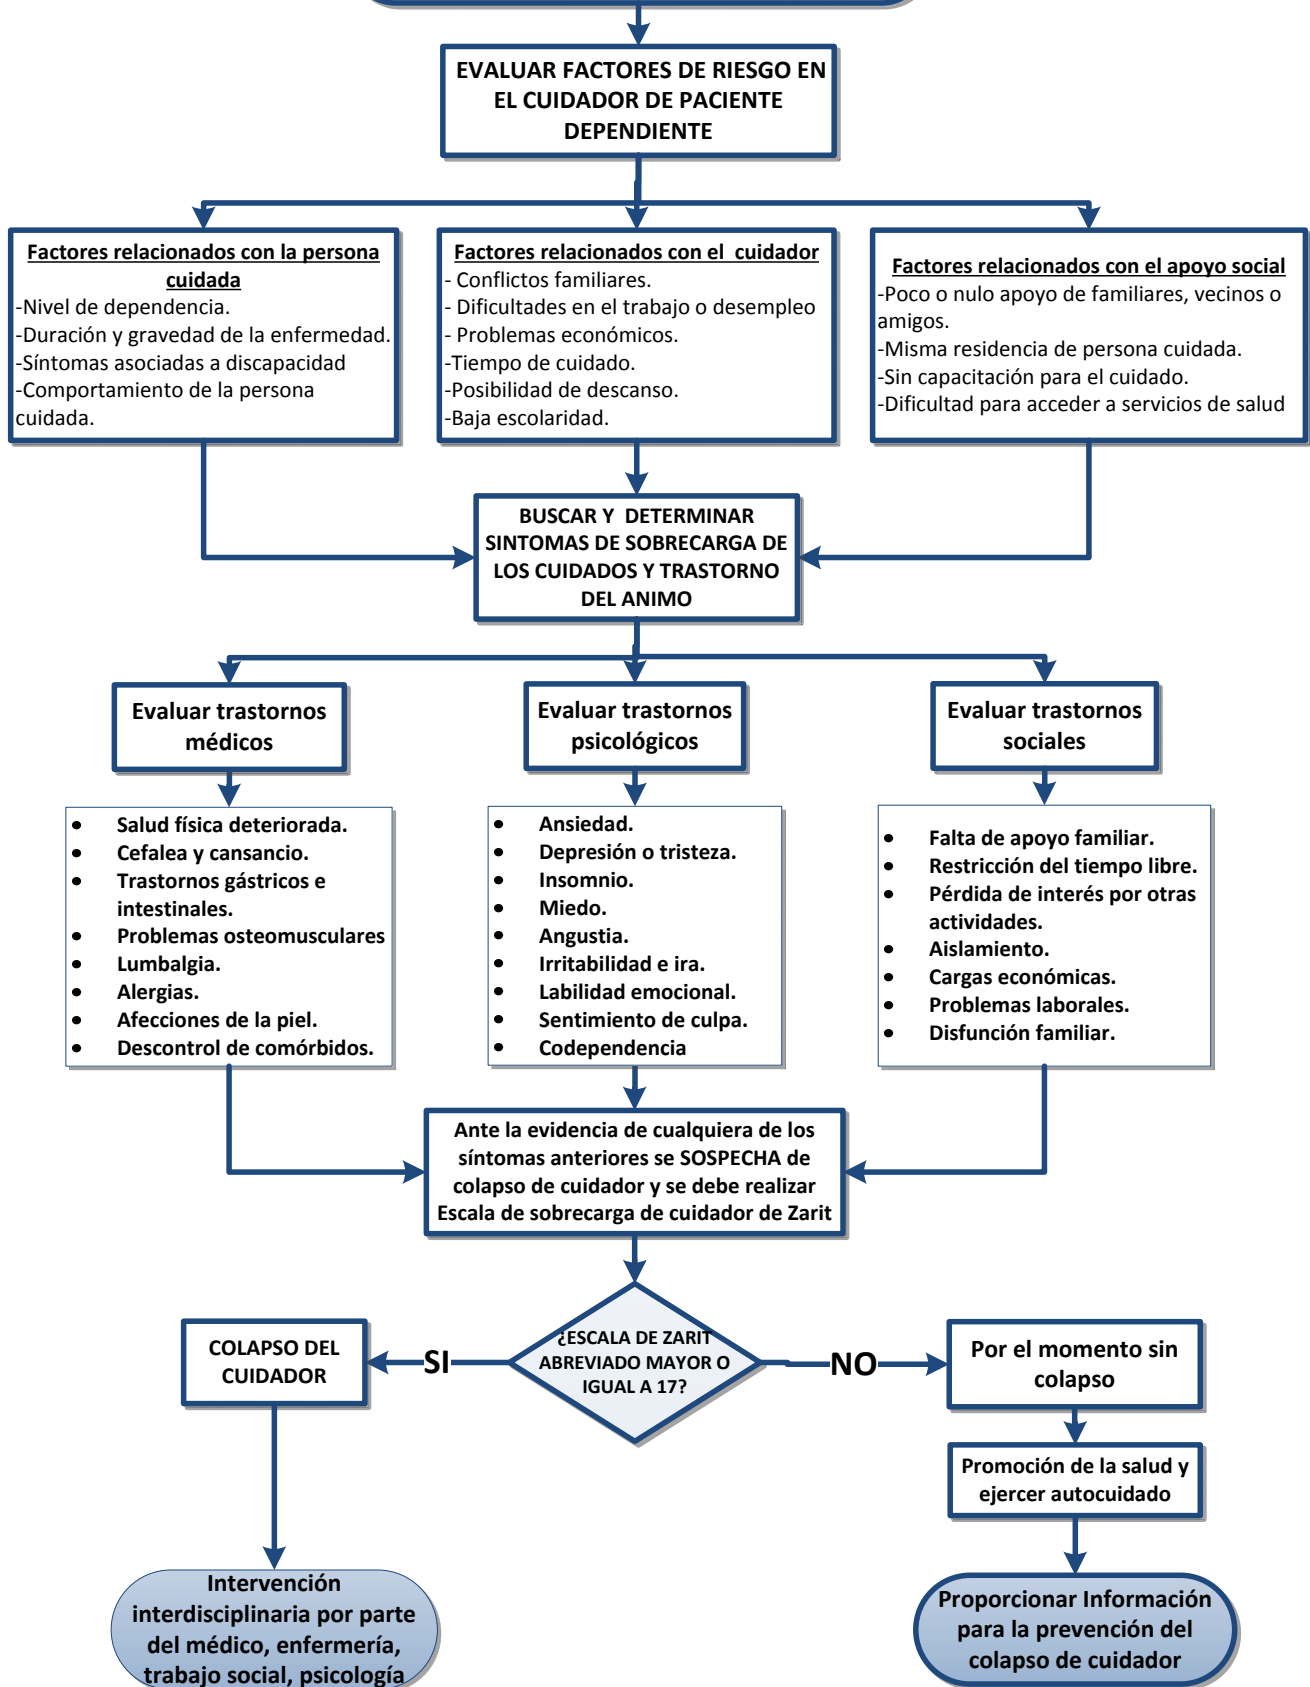 EVALUAR FACTORES DE RIESGO EN
EL CUIDADOR DE PACIENTE
DEPENDIENTE
Factores relacionados con la persona
cuidada
-Nivel de dependencia.
-Duración y gravedad de la enfermedad.
-Síntomas asociadas a discapacidad
-Comportamiento de la persona
cuidada.
Factores relacionados con el  cuidador
- Conflictos familiares.
- Dificultades en el trabajo o desempleo
- Problemas económicos.
-Tiempo de cuidado.
-Posibilidad de descanso.
-Baja escolaridad.
Factores relacionados con el apoyo social
-Poco o nulo apoyo de familiares, vecinos o
amigos.
-Misma residencia de persona cuidada.
-Sin capacitación para el cuidado.
-Dificultad para acceder a servicios de salud
BUSCAR Y  DETERMINAR
SINTOMAS DE SOBRECARGA DE
LOS CUIDADOS Y TRASTORNO
DEL ANIMO
Evaluar trastornos
médicos
Evaluar trastornos
psicológicos
Evaluar trastornos
sociales
• Salud física deteriorada.
• Cefalea y cansancio.
• Trastornos gástricos e
intestinales.
• Problemas osteomusculares
• Lumbalgia.
• Alergias.
• Afecciones de la piel.
• Descontrol de comórbidos.
• Ansiedad.
• Depresión o tristeza.
• Insomnio.
• Miedo.
• Angustia.
• Irritabilidad e ira.
• Labilidad emocional.
• Sentimiento de culpa.
• Codependencia
• Falta de apoyo familiar.
• Restricción del tiempo libre.
• Pérdida de interés por otras
actividades.
• Aislamiento.
• Cargas económicas.
• Problemas laborales.
• Disfunción familiar.
Ante la evidencia de cualquiera de los
síntomas anteriores se SOSPECHA de
colapso de cuidador y se debe realizar
Escala de sobrecarga de cuidador de Zarit
¿ESCALA DE ZARIT
ABREVIADO MAYOR O
IGUAL A 17?
SI
NO
COLAPSO DEL
CUIDADOR
Por el momento sin
colapso
Promoción de la salud y
ejercer autocuidado
Intervención
interdisciplinaria por parte
del médico, enfermería,
trabajo social, psicología
Proporcionar Información
para la prevención del
colapso de cuidador